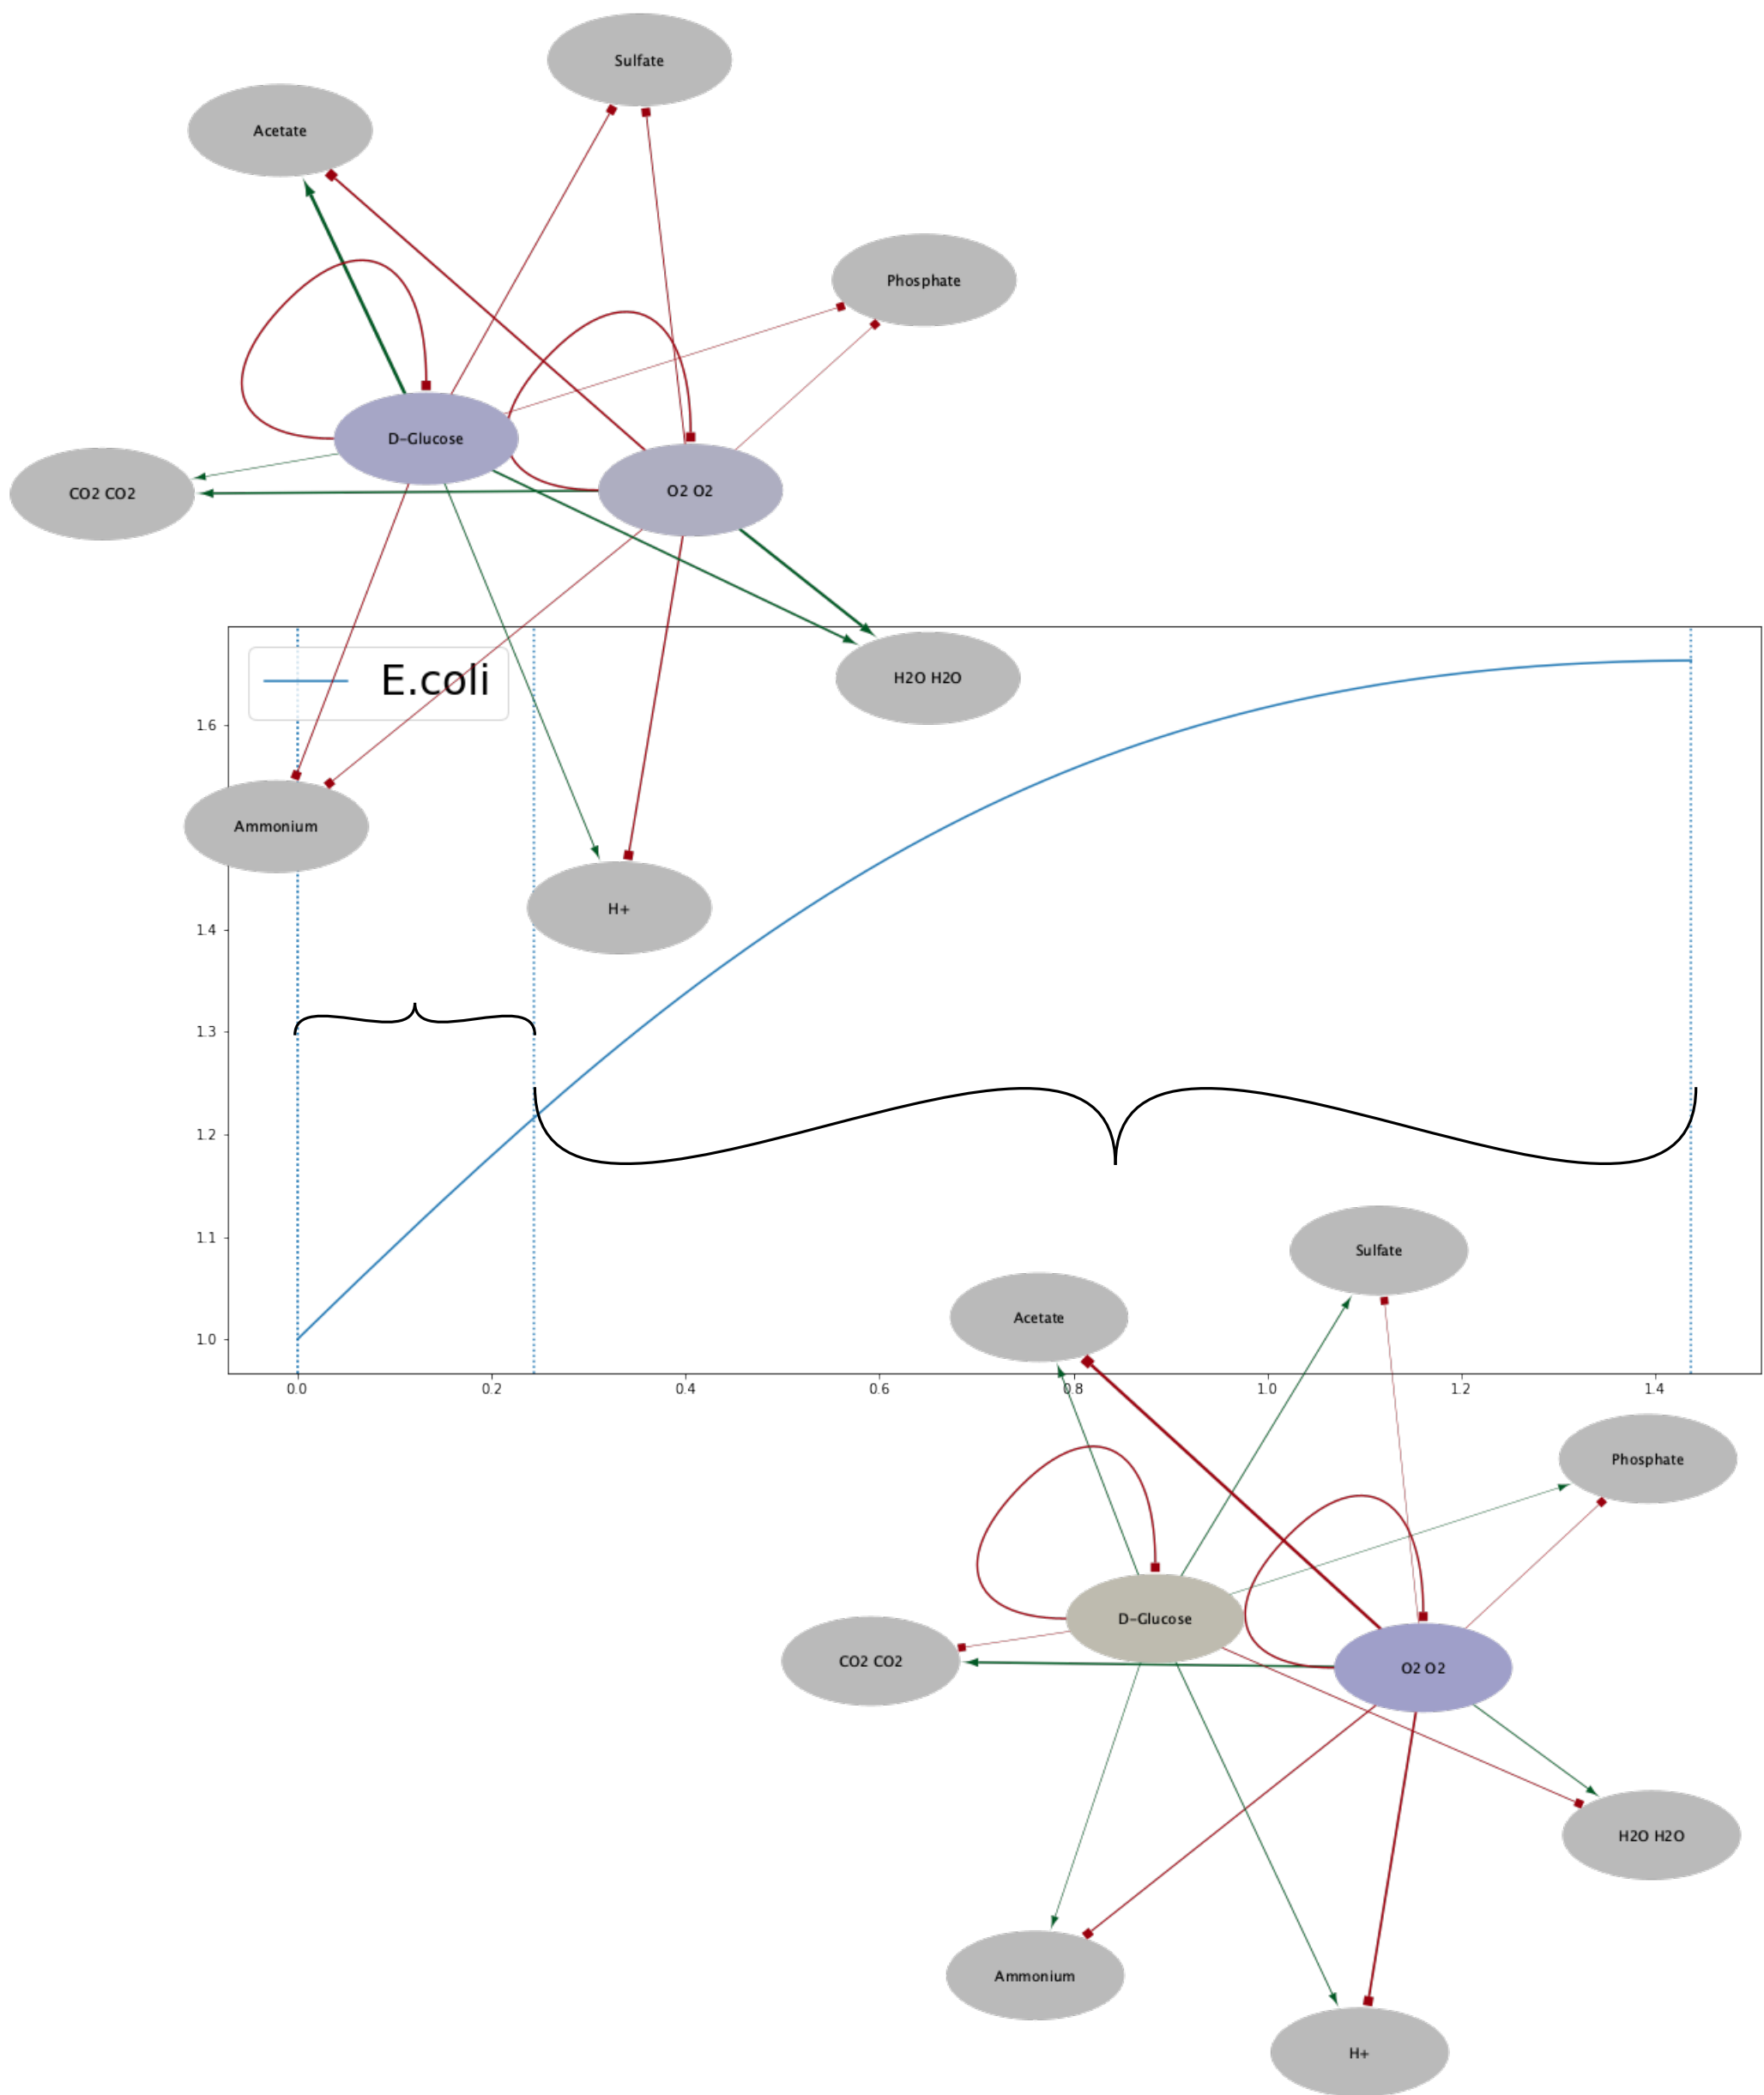 Sulfate
Acetate
Phosphate
D-Glucose
O2 O2
CO2 CO2
H2O H2O
E.coli
1.6
Ammonium
H+
1.4
1.3
1.2
1.1
1.0
0.0 0.2 0.4 0.6 0.8 1.0 1.2 1.4
Sulfate
Acetate
Phosphate
D-Glucose
CO2 CO2
O2 O2
H2O H2O
Ammonium
H+